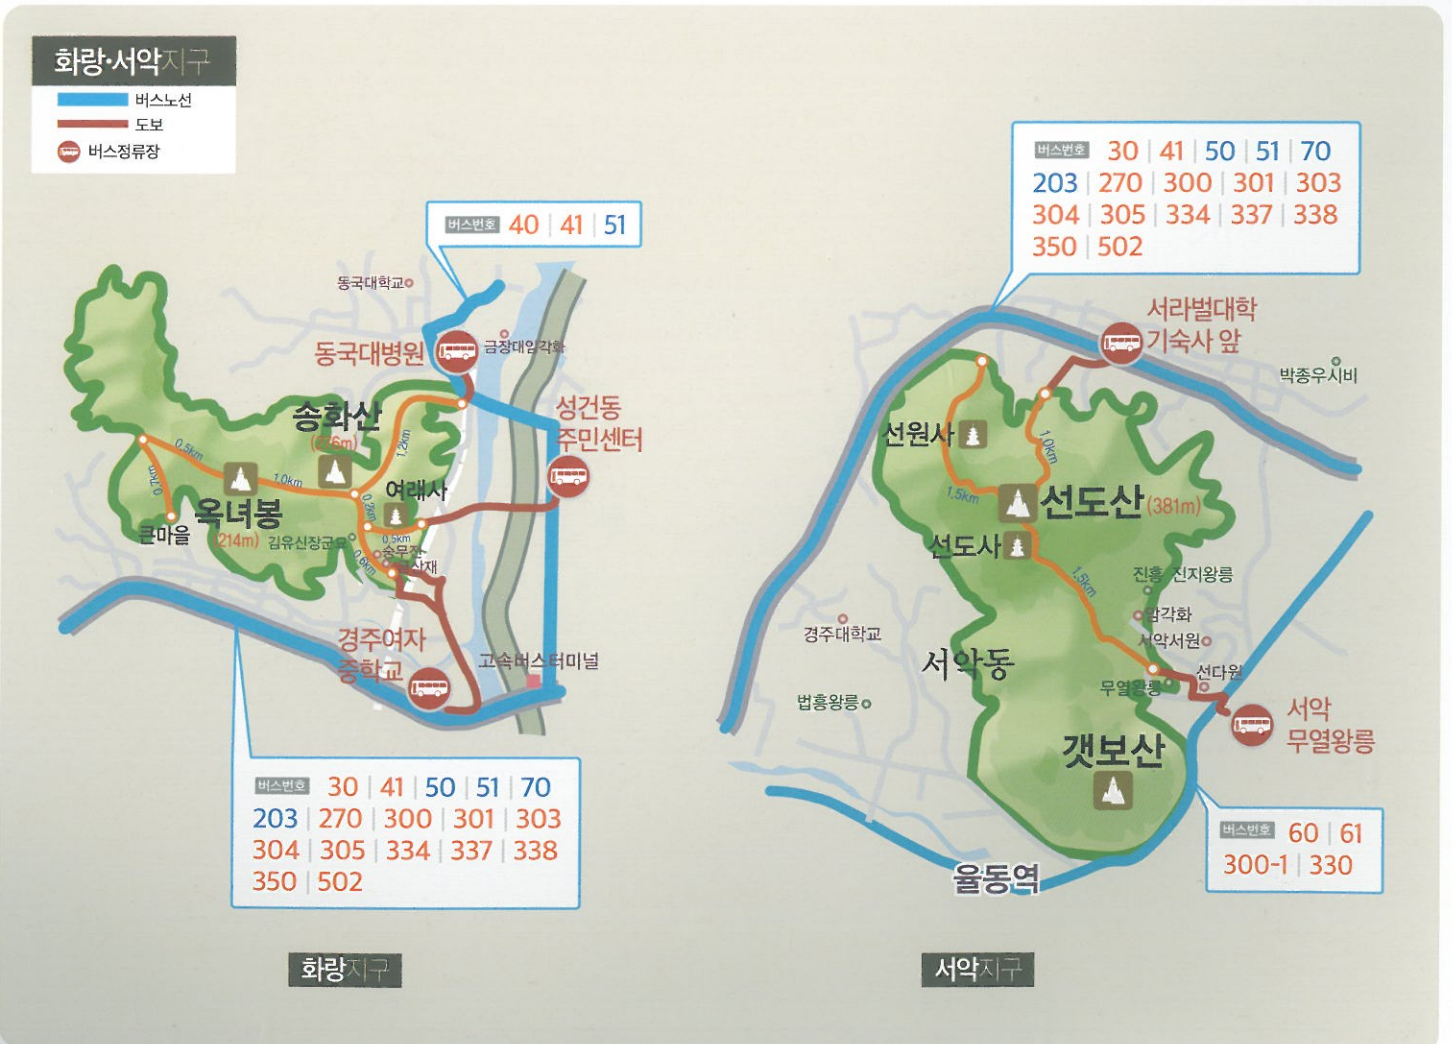 화랑·서악지구
버스노선
도보
버스정류장
버스번호 40 41 51
동국대학교
동국대병원
금장대암각화
성건동
주민센터
송화산
(276m)
0.5km
0.7km
1.0km
1.2km
0.2km
0.5km
0.6km
여래사
옥녀봉
(214m)
큰마을
김유신장군묘
숭무전
경주여자
중학교
고속버스터미널
버스번호 30 41 50 51 70
203 270 300 301 303
304 305 334 337 338
350 502
화랑지구
버스번호 30 41 50 51 70
203 270 300 301 303
304 305 334 337 338
350 502
서라벌대학
기숙사 앞
박종우시비
선원사
1.0km
1.5km
선도산(381m)
선도사
1.5km
진흥 진지왕릉
암각화
서악서원
경주대학교
서악동
선다원
무열왕릉
법흥왕릉
서악
무열왕릉
갯보산
버스번호 60 61
300-1 330
율동역
서악지구